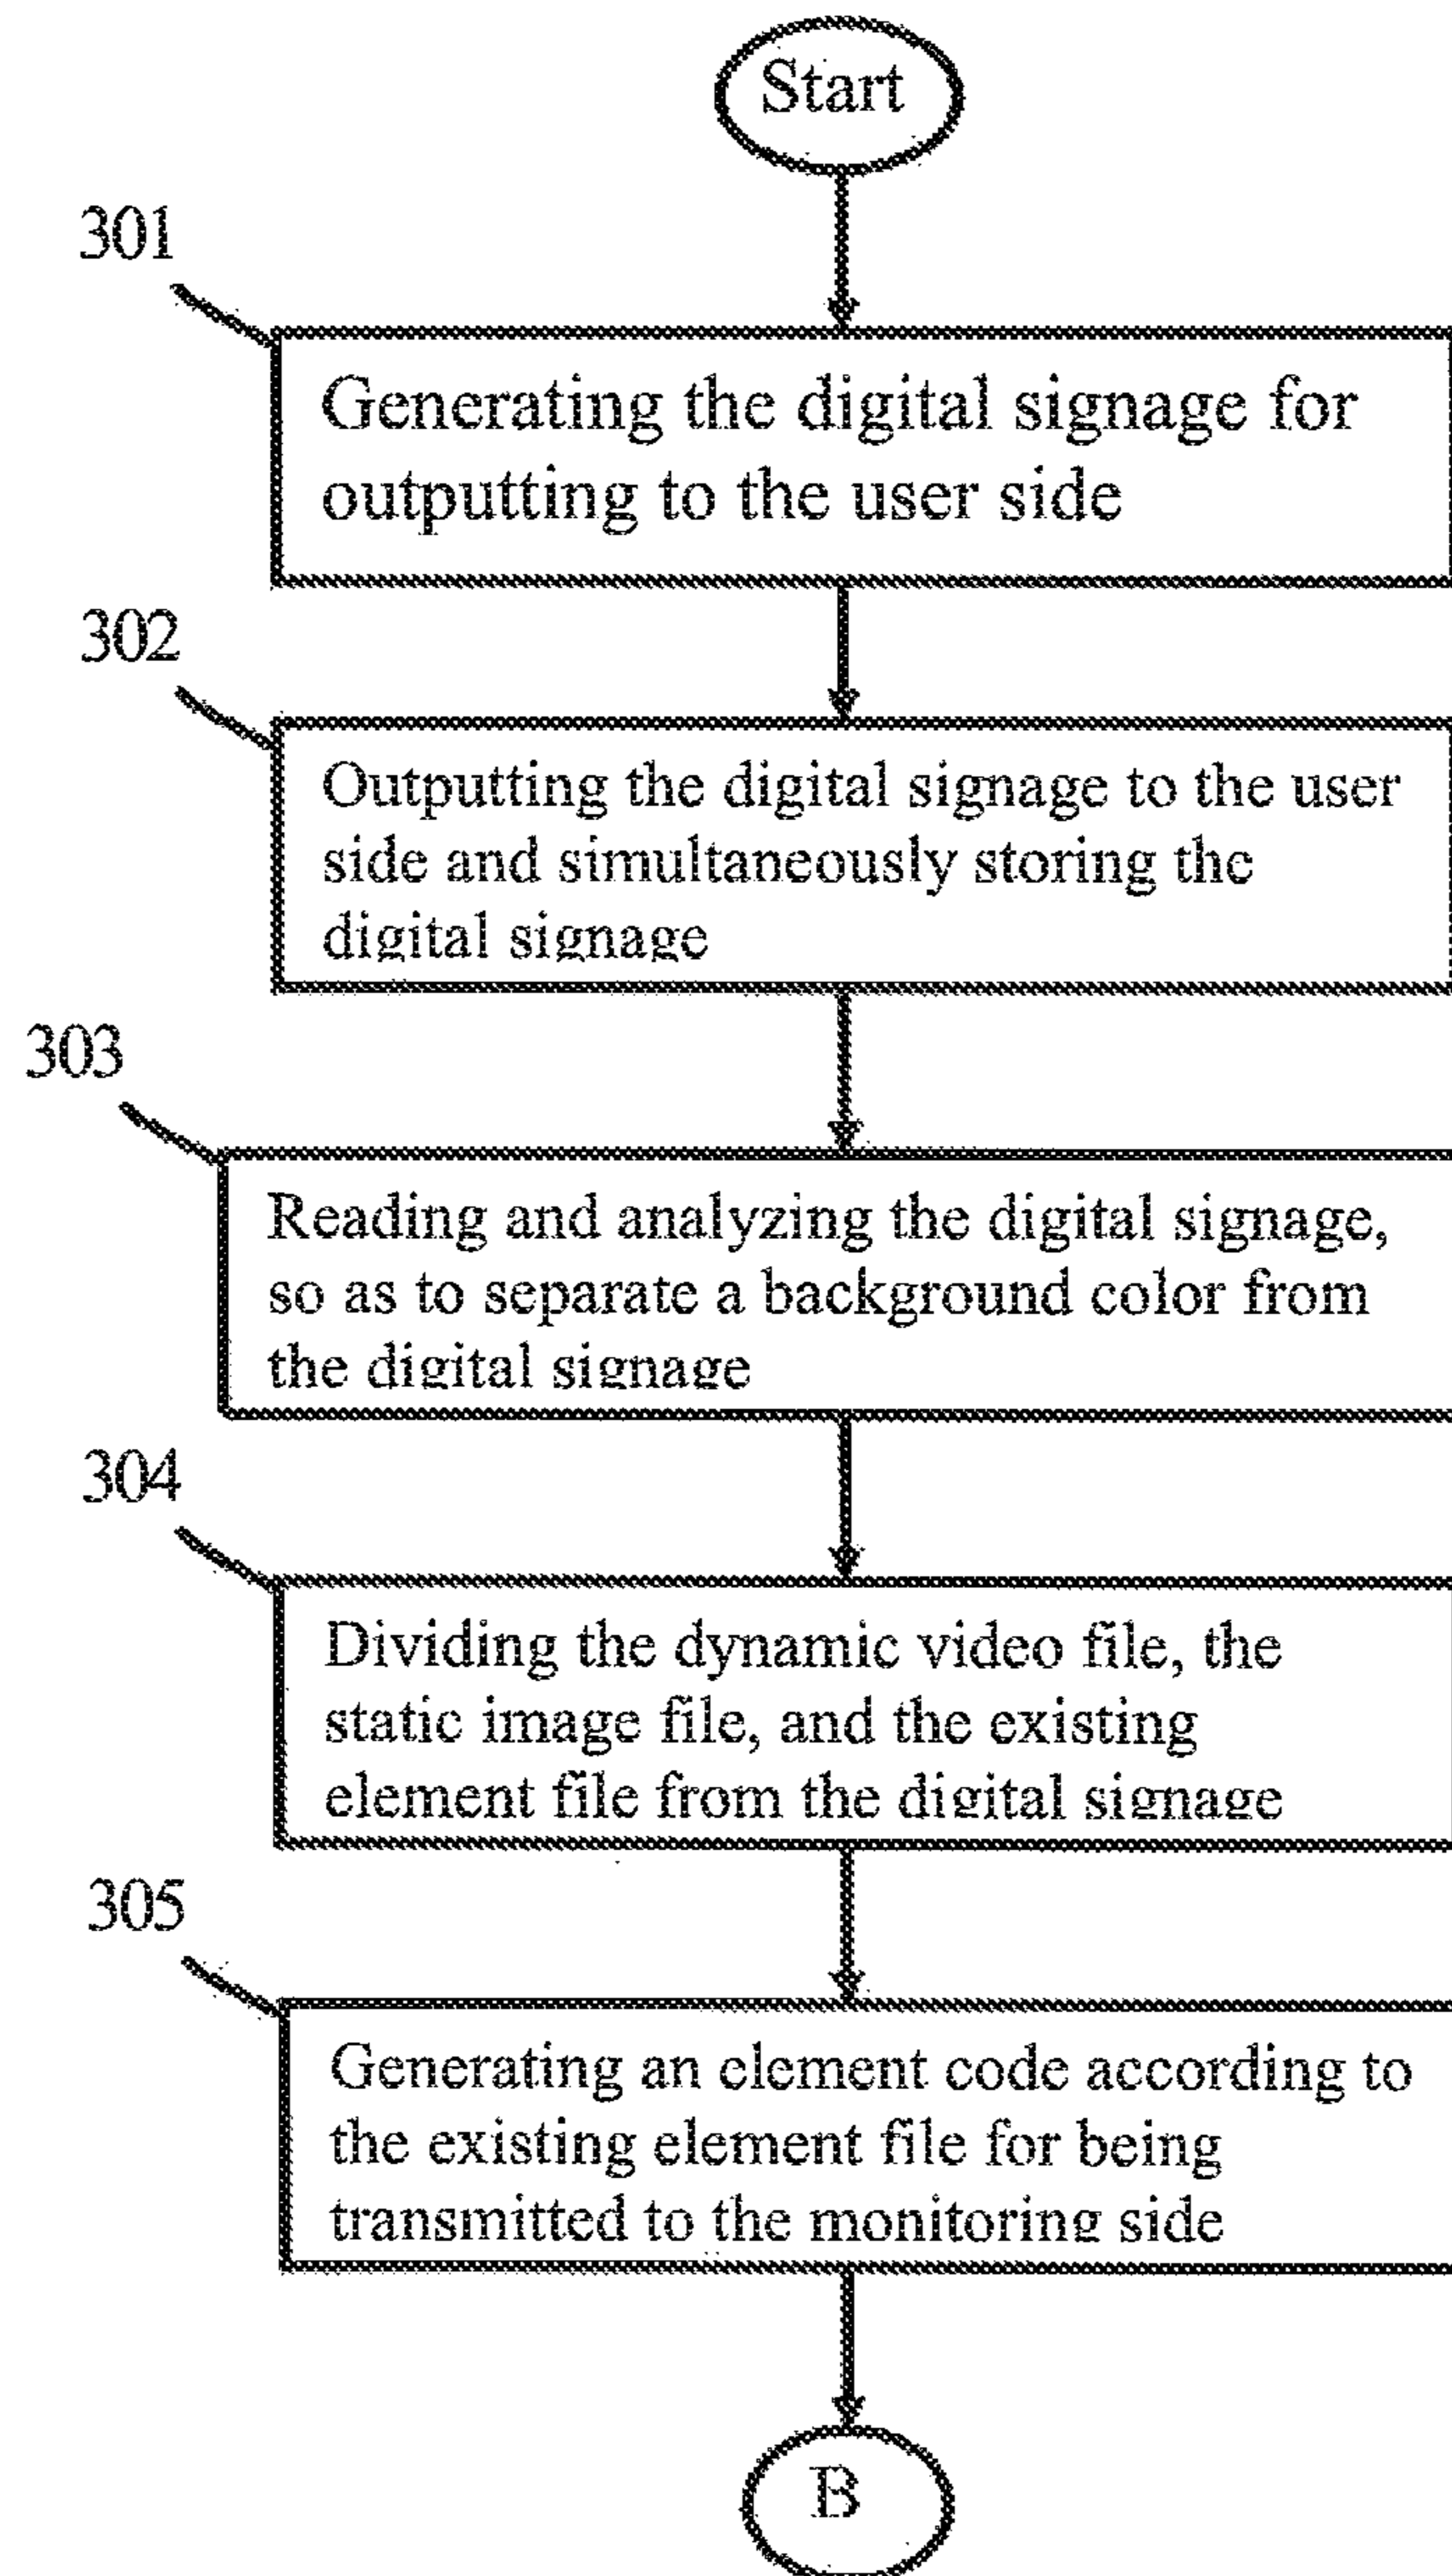 Start
301
Generating the digital signage for
outputting to the user side
302
Outputting the digital signage to the user
side and simultaneously storing the
digital signage
303
Reading and analyzing the digital signage,
so as to separate a background color from
the digital signage
304
Dividing the dynamic video file, the
static image file, and the existing
element file from the digital signage
305
Generating an element code according to
the existing element file for being
transmitted to the monitoring side
B